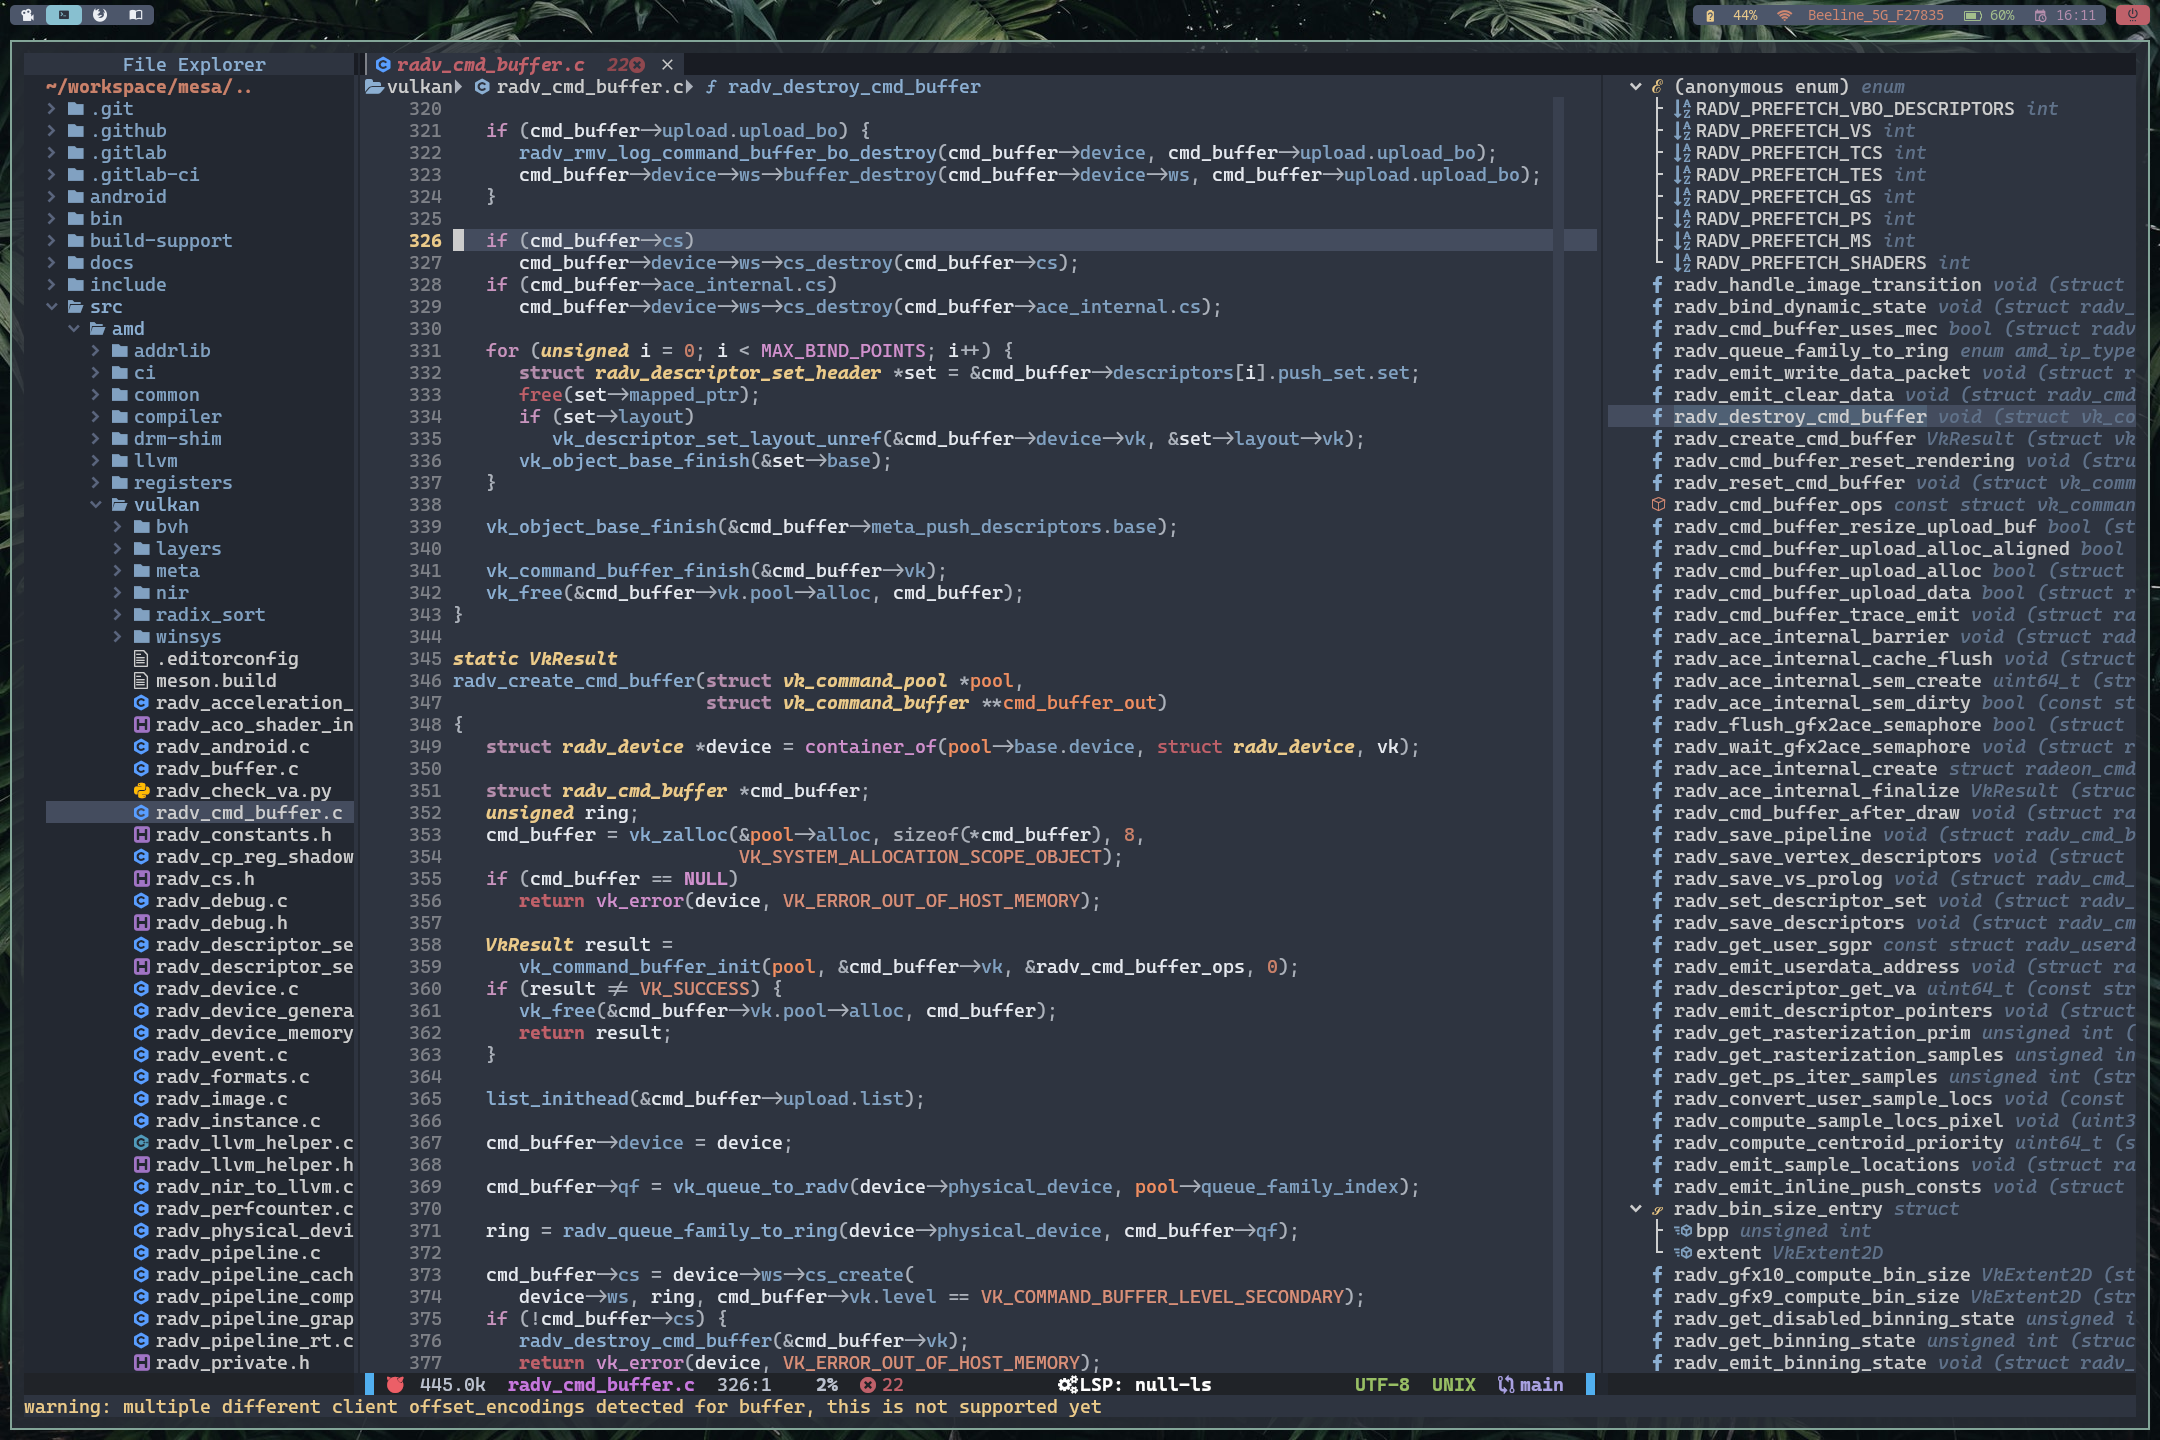 44% Beeline_5G_F27835 60% 16:11
File Explorer
~/workspace/mesa/..
.git
.github
.gitlab
.gitlab-ci
android
bin
build-support
docs
include
src
amd
addrlib
ci
common
compiler
drm-shim
llvm
registers
vulkan
bvh
layers
meta
nir
radix_sort
winsys
.editorconfig
meson.build
radv_acceleration_
radv_aco_shader_in
radv_android.c
radv_buffer.c
radv_check_va.py
radv_cmd_buffer.c
radv_constants.h
radv_cp_reg_shadow
radv_cs.h
radv_debug.c
radv_debug.h
radv_descriptor_se
radv_descriptor_se
radv_device.c
radv_device_genera
radv_device_memory
radv_event.c
radv_formats.c
radv_image.c
radv_instance.c
radv_llvm_helper.c
radv_llvm_helper.h
radv_nir_to_llvm.c
radv_perfcounter.c
radv_physical_devi
radv_pipeline.c
radv_pipeline_cach
radv_pipeline_comp
radv_pipeline_grap
radv_pipeline_rt.c
radv_private.h
radv_cmd_buffer.c 22
vulkan radv_cmd_buffer.c ƒ radv_destroy_cmd_buffer
320
321 if (cmd_buffer->upload.upload_bo) {
322 radv_rmv_log_command_buffer_bo_destroy(cmd_buffer->device, cmd_buffer->upload.upload_bo);
323 cmd_buffer->device->ws->buffer_destroy(cmd_buffer->device->ws, cmd_buffer->upload.upload_bo);
324 }
325
326 if (cmd_buffer->cs)
327 cmd_buffer->device->ws->cs_destroy(cmd_buffer->cs);
328 if (cmd_buffer->ace_internal.cs)
329 cmd_buffer->device->ws->cs_destroy(cmd_buffer->ace_internal.cs);
330
331 for (unsigned i = 0; i < MAX_BIND_POINTS; i++) {
332 struct radv_descriptor_set_header *set = &cmd_buffer->descriptors[i].push_set.set;
333 free(set->mapped_ptr);
334 if (set->layout)
335 vk_descriptor_set_layout_unref(&cmd_buffer->device->vk, &set->layout->vk);
336 vk_object_base_finish(&set->base);
337 }
338
339 vk_object_base_finish(&cmd_buffer->meta_push_descriptors.base);
340
341 vk_command_buffer_finish(&cmd_buffer->vk);
342 vk_free(&cmd_buffer->vk.pool->alloc, cmd_buffer);
343 }
344
345 static VkResult
346 radv_create_cmd_buffer(struct vk_command_pool *pool,
347 struct vk_command_buffer **cmd_buffer_out)
348 {
349 struct radv_device *device = container_of(pool->base.device, struct radv_device, vk);
350
351 struct radv_cmd_buffer *cmd_buffer;
352 unsigned ring;
353 cmd_buffer = vk_zalloc(&pool->alloc, sizeof(*cmd_buffer), 8,
354 VK_SYSTEM_ALLOCATION_SCOPE_OBJECT);
355 if (cmd_buffer == NULL)
356 return vk_error(device, VK_ERROR_OUT_OF_HOST_MEMORY);
357
358 VkResult result =
359 vk_command_buffer_init(pool, &cmd_buffer->vk, &radv_cmd_buffer_ops, 0);
360 if (result != VK_SUCCESS) {
361 vk_free(&cmd_buffer->vk.pool->alloc, cmd_buffer);
362 return result;
363 }
364
365 list_inithead(&cmd_buffer->upload.list);
366
367 cmd_buffer->device = device;
368
369 cmd_buffer->qf = vk_queue_to_radv(device->physical_device, pool->queue_family_index);
370
371 ring = radv_queue_family_to_ring(device->physical_device, cmd_buffer->qf);
372
373 cmd_buffer->cs = device->ws->cs_create(
374 device->ws, ring, cmd_buffer->vk.level == VK_COMMAND_BUFFER_LEVEL_SECONDARY);
375 if (!cmd_buffer->cs) {
376 radv_destroy_cmd_buffer(&cmd_buffer->vk);
377 return vk_error(device, VK_ERROR_OUT_OF_HOST_MEMORY);
(anonymous enum) enum
RADV_PREFETCH_VBO_DESCRIPTORS int
RADV_PREFETCH_VS int
RADV_PREFETCH_TCS int
RADV_PREFETCH_TES int
RADV_PREFETCH_GS int
RADV_PREFETCH_PS int
RADV_PREFETCH_MS int
RADV_PREFETCH_SHADERS int
radv_handle_image_transition void (struct
radv_bind_dynamic_state void (struct radv_
radv_cmd_buffer_uses_mec bool (struct radv
radv_queue_family_to_ring enum amd_ip_type
radv_emit_write_data_packet void (struct r
radv_emit_clear_data void (struct radv_cmd
radv_destroy_cmd_buffer void (struct vk_co
radv_create_cmd_buffer VkResult (struct vk
radv_cmd_buffer_reset_rendering void (stru
radv_reset_cmd_buffer void (struct vk_comm
radv_cmd_buffer_ops const struct vk_comman
radv_cmd_buffer_resize_upload_buf bool (st
radv_cmd_buffer_upload_alloc_aligned bool
radv_cmd_buffer_upload_alloc bool (struct
radv_cmd_buffer_upload_data bool (struct r
radv_cmd_buffer_trace_emit void (struct ra
radv_ace_internal_barrier void (struct rad
radv_ace_internal_cache_flush void (struct
radv_ace_internal_sem_create uint64_t (str
radv_ace_internal_sem_dirty bool (const st
radv_flush_gfx2ace_semaphore bool (struct
radv_wait_gfx2ace_semaphore void (struct r
radv_ace_internal_create struct radeon_cmd
radv_ace_internal_finalize VkResult (struc
radv_cmd_buffer_after_draw void (struct ra
radv_save_pipeline void (struct radv_cmd_b
radv_save_vertex_descriptors void (struct
radv_save_vs_prolog void (struct radv_cmd_
radv_set_descriptor_set void (struct radv_
radv_save_descriptors void (struct radv_cm
radv_get_user_sgpr const struct radv_userd
radv_emit_userdata_address void (struct ra
radv_descriptor_get_va uint64_t (const str
radv_emit_descriptor_pointers void (struct
radv_get_rasterization_prim unsigned int (
radv_get_rasterization_samples unsigned in
radv_get_ps_iter_samples unsigned int (str
radv_convert_user_sample_locs void (const
radv_compute_sample_locs_pixel void (uint3
radv_compute_centroid_priority uint64_t (s
radv_emit_sample_locations void (struct ra
radv_emit_inline_push_consts void (struct
radv_bin_size_entry struct
bpp unsigned int
extent VkExtent2D
radv_gfx10_compute_bin_size VkExtent2D (st
radv_gfx9_compute_bin_size VkExtent2D (str
radv_get_disabled_binning_state unsigned i
radv_get_binning_state unsigned int (struc
radv_emit_binning_state void (struct radv_
445.0k radv_cmd_buffer.c 326:1 2% 22 LSP: null-ls UTF-8 UNIX main
warning: multiple different client offset_encodings detected for buffer, this is not supported yet